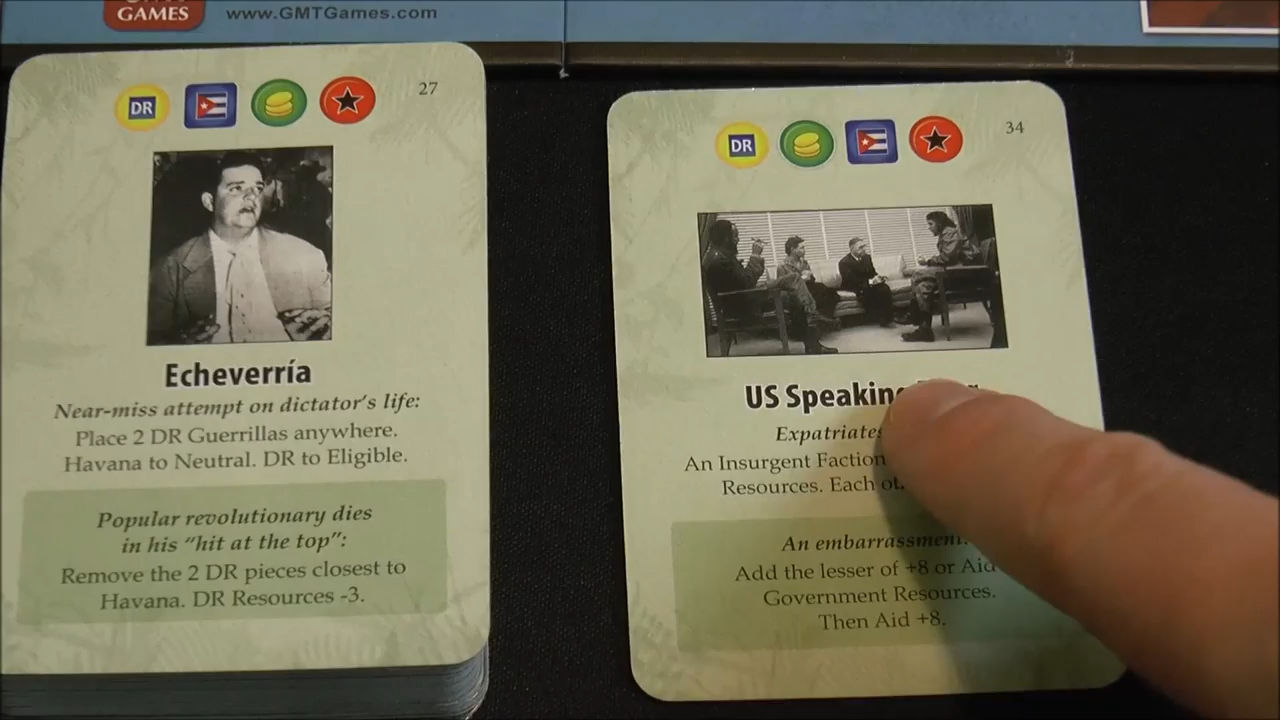 GAMES
www.GMTGames.com
27
DR
Echeverría
Near-miss attempt on dictator's life:
Place 2 DR Guerrillas anywhere.
Havana to Neutral. DR to Eligible.
Popular revolutionary dies
in his "hit at the top":
Remove the 2 DR pieces closest to
Havana. DR Resources -3.
34
DR
US Speaking
Expatriates
An Insurgent Faction
Resources. Each
An embarrassment:
Add the lesser of +8 or Aid
Government Resources.
Then Aid +8.